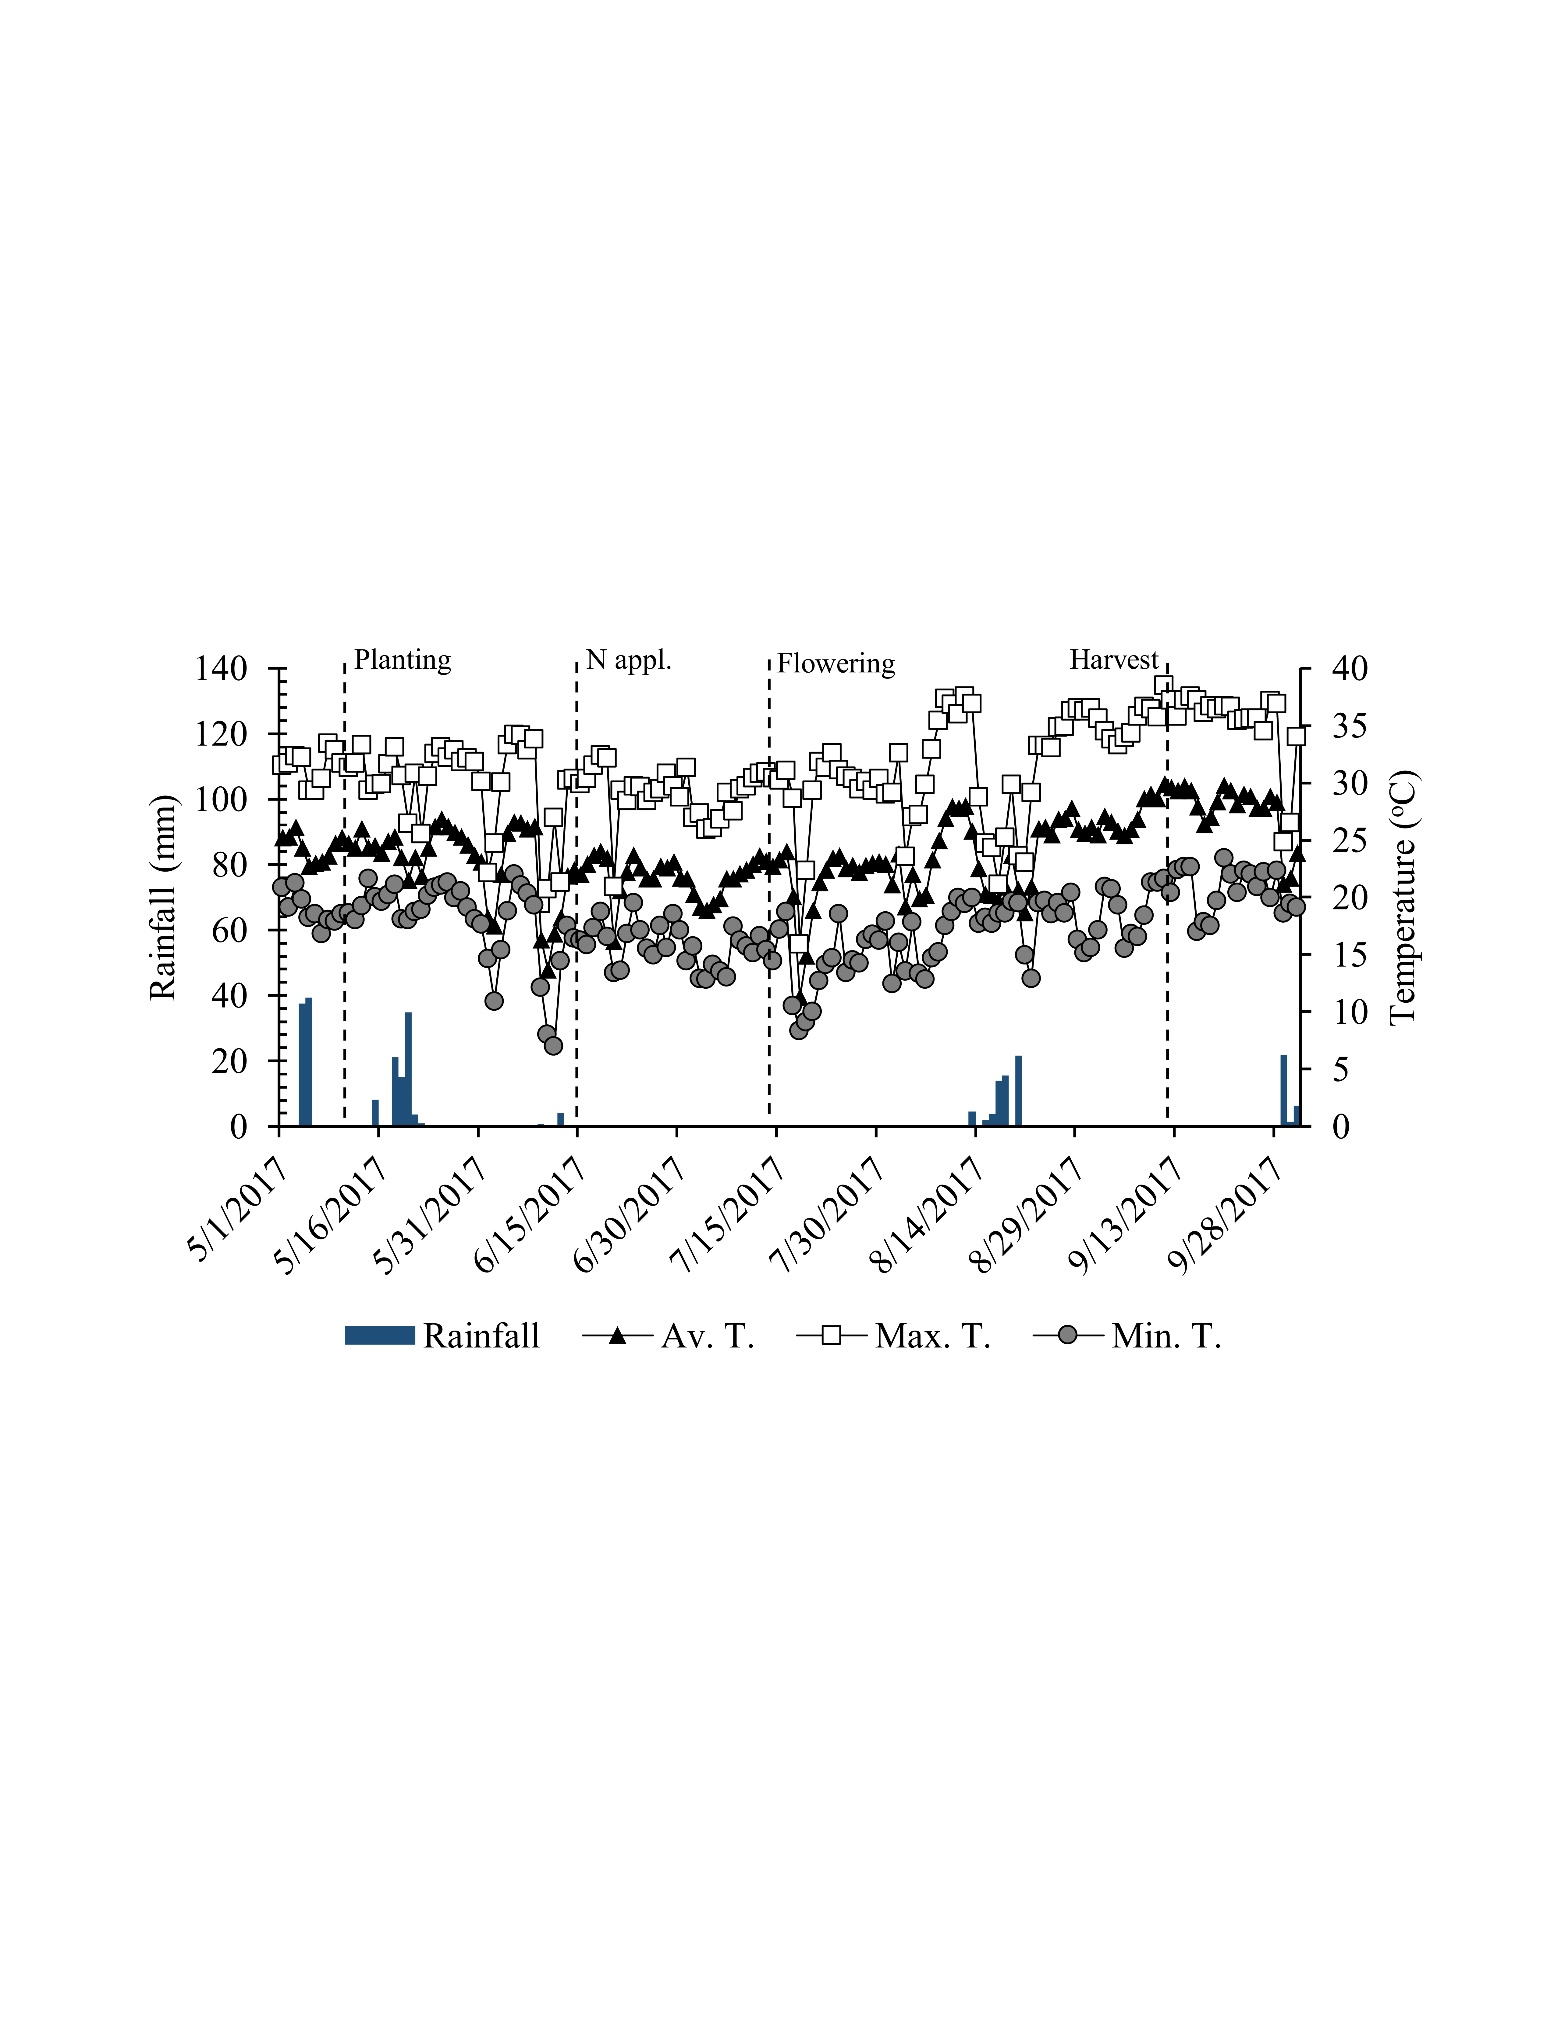 Planting
N appl.
Flowering
Harvest
140
120
100
80
60
40
20
0
Rainfall (mm)
40
35
30
25
20
15
10
5
0
Temperature (ºC)
5/1/2017
5/16/2017
5/31/2017
6/15/2017
6/30/2017
7/15/2017
7/30/2017
8/14/2017
8/29/2017
9/13/2017
9/28/2017
Rainfall
Av. T.
Max. T.
Min. T.